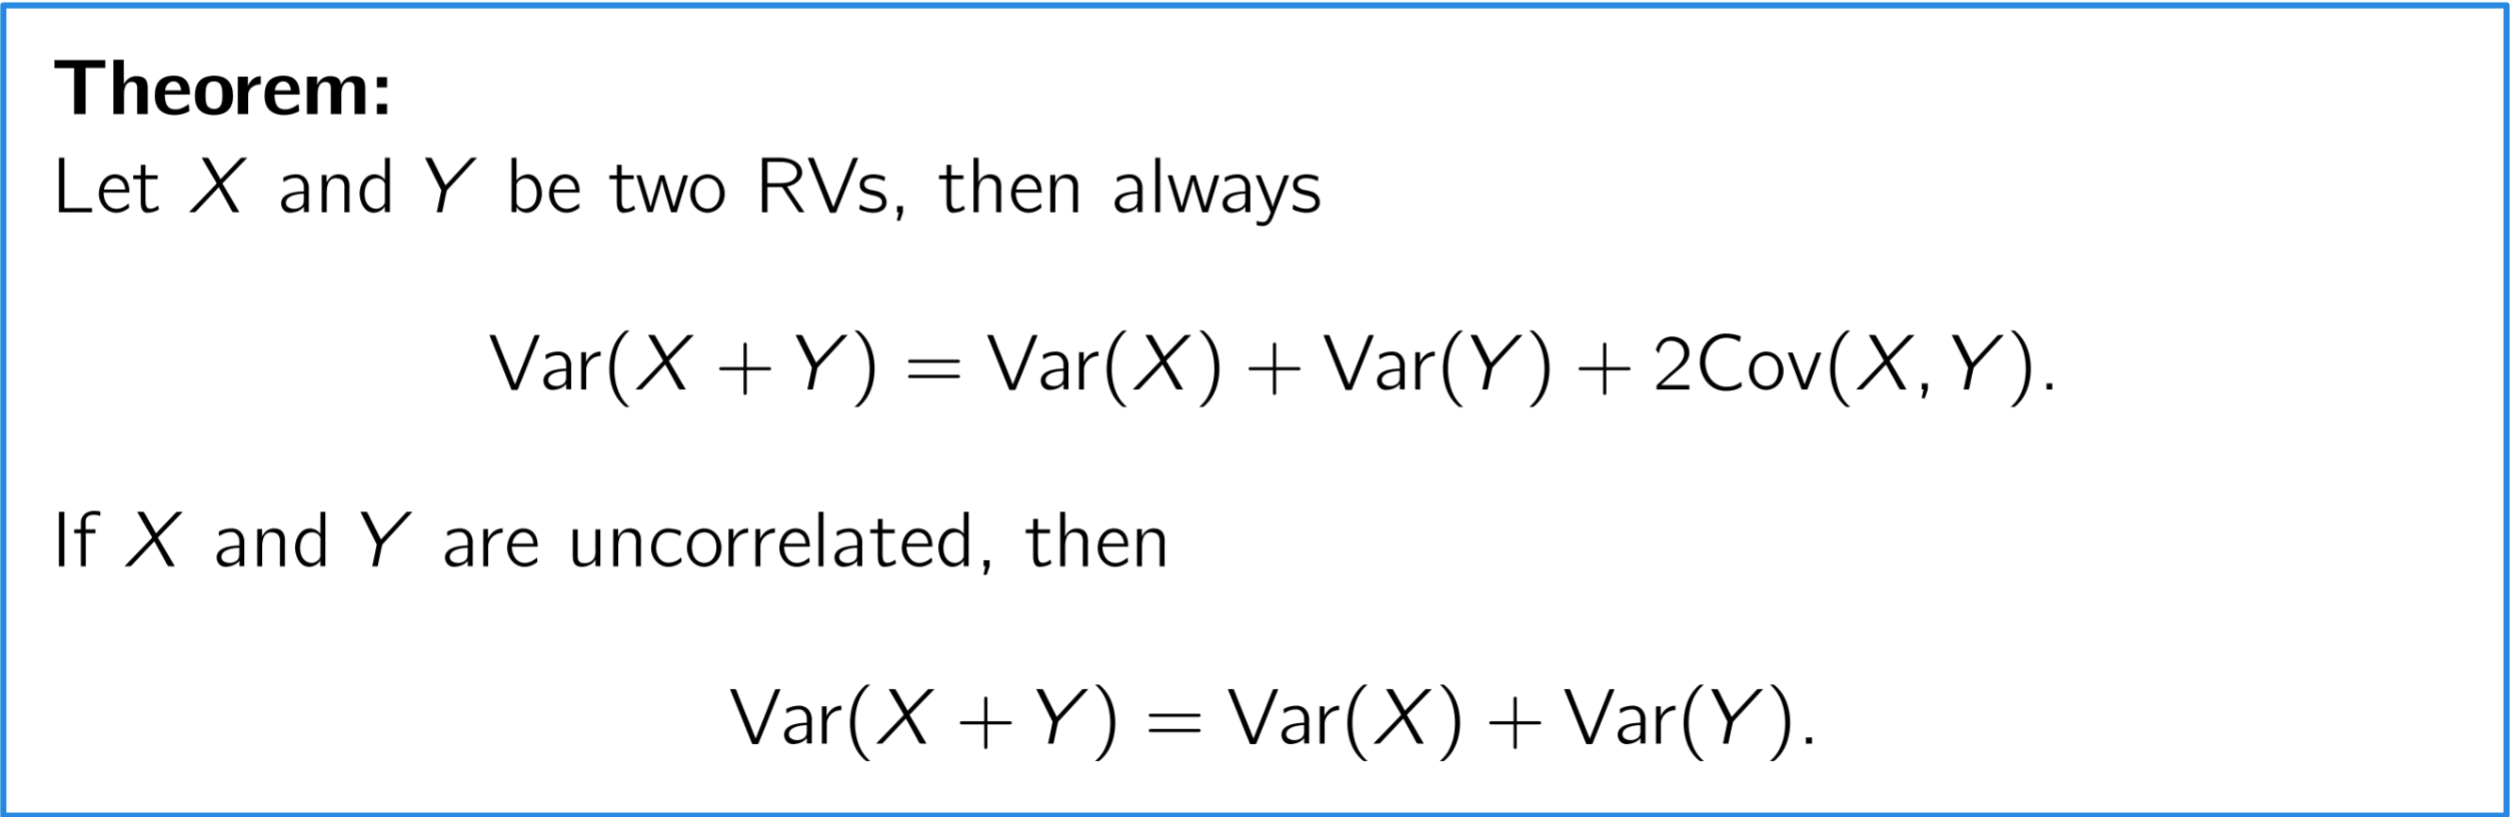 Theorem:
Let X and Y be two RVs, then always
Var(X + Y) = Var(X) + Var(Y) + 2Cov(X, Y).
If X and Y are uncorrelated, then
Var(X + Y) = Var(X) + Var(Y).